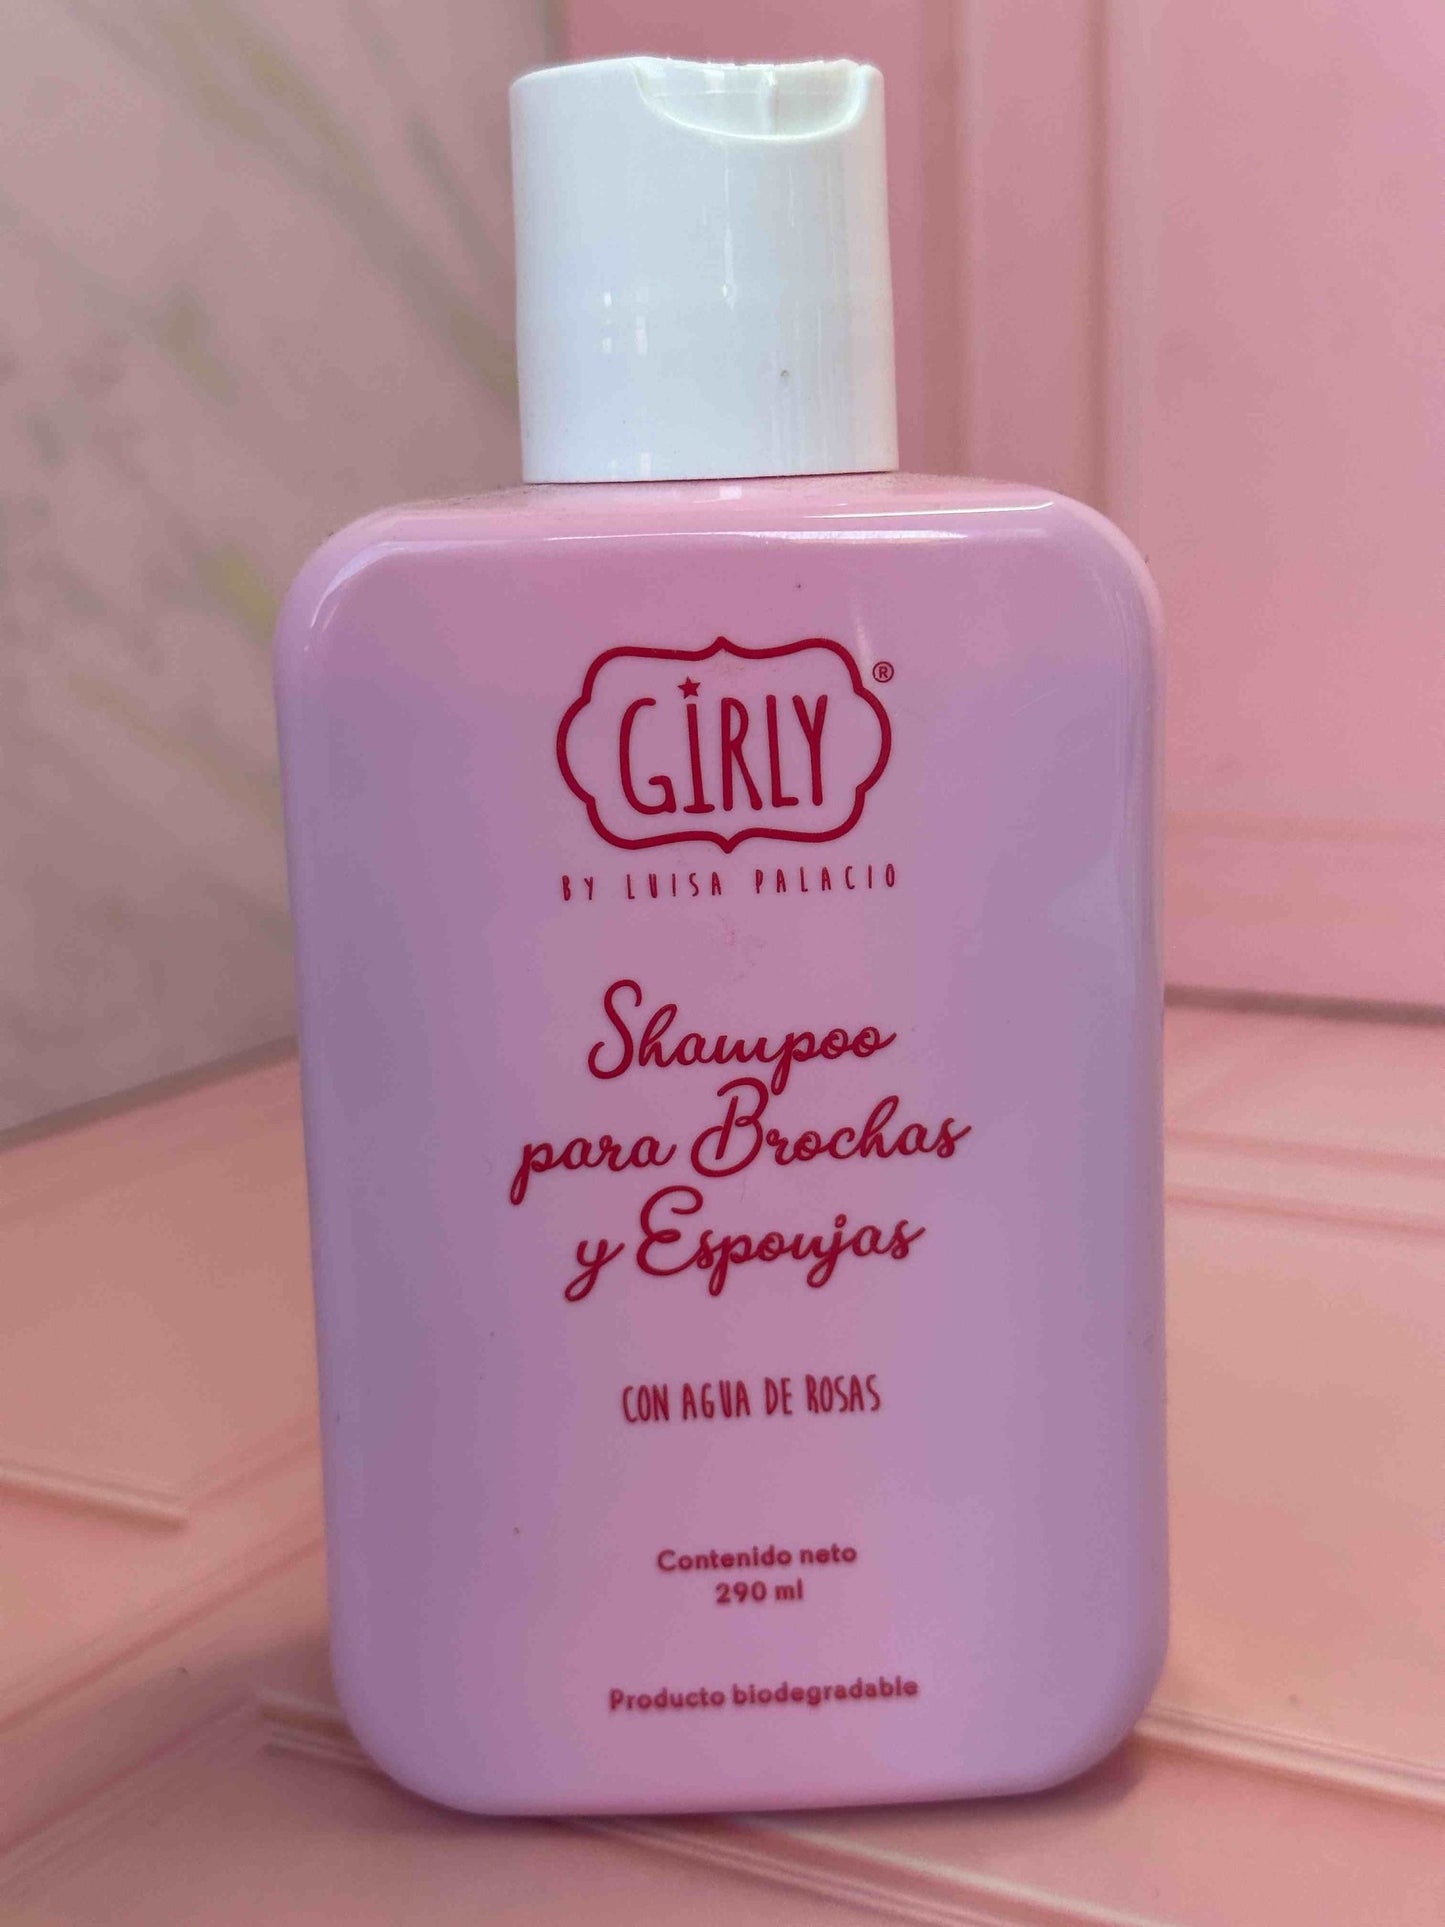 GiRLY®
BY LUISA PALACIO
Shampoo
para Brochas
y Esponjas
CON AGUA DE ROSAS
Contenido neto
290 ml
Producto biodegradable